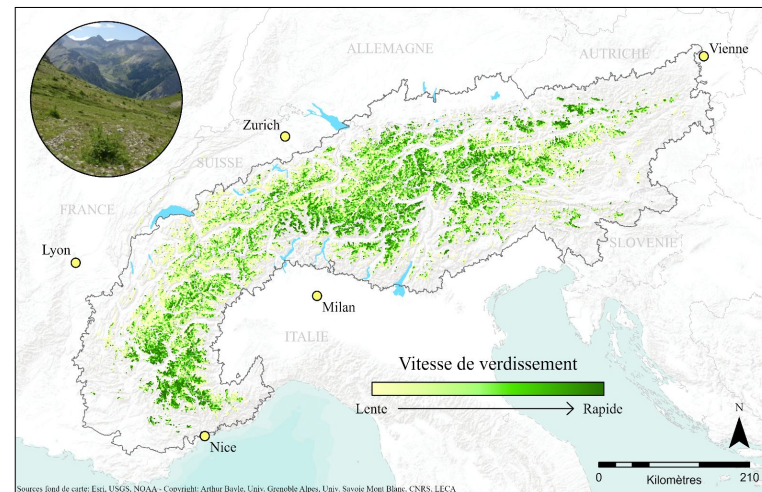 ALLEMAGNE
AUTRICHE
Vienne
Zurich
SUISSE
FRANCE
Lyon
SLOVENIE
Milan
ITALIE
Vitesse de verdissement
Lente
Rapide
Nice
N
0
Kilomètres
210
Sources fond de carte: Esri, USGS, NOAA - Copyright: Arthur Bayle, Univ. Grenoble Alpes, Univ. Savoie Mont Blanc, CNRS, LECA